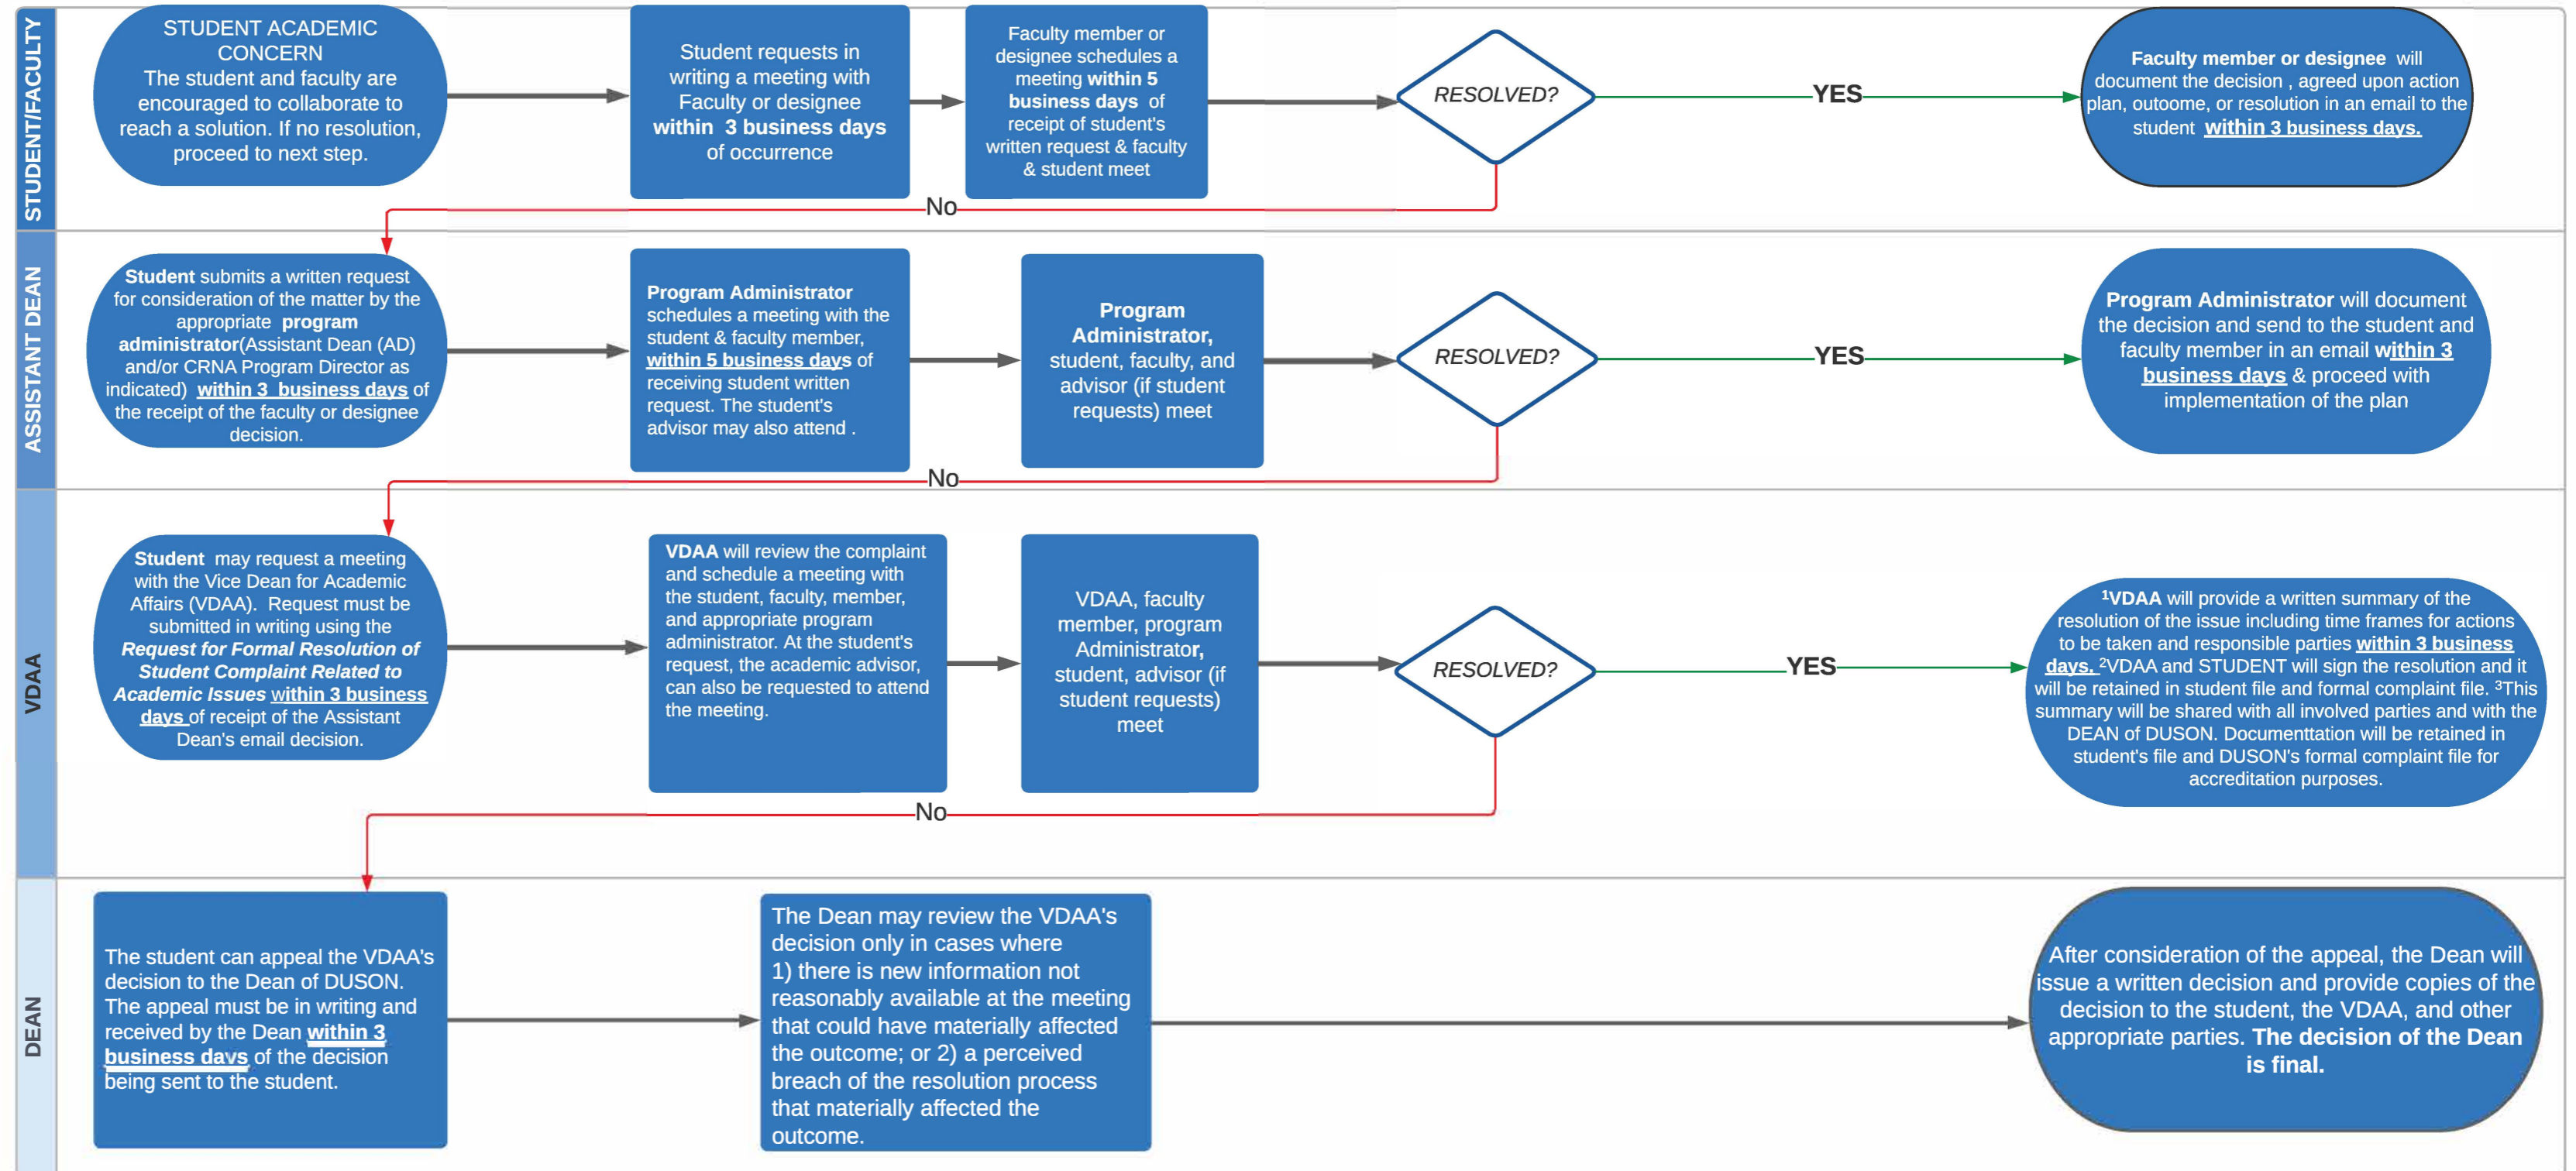 STUDENT/FACULTY
STUDENT ACADEMIC
CONCERN
The student and faculty are
encouraged to collaborate to
reach a solution. If no resolution,
proceed to next step.
Student requests in
writing a meeting with
Faculty or designee
within 3 business days
of occurrence
Faculty member or
designee schedules a
meeting within 5
business days of
receipt of student's
written request & faculty
& student meet
RESOLVED?
YES
Faculty member or designee will
document the decision , agreed upon action
plan, outoome, or resolution in an email to the
student within 3 business days.
No
ASSISTANT DEAN
Student submits a written request
for consideration of the matter by the
appropriate program
administrator(Assistant Dean (AD)
and/or CRNA Program Director as
indicated) within 3 business days of
the receipt of the faculty or designee
decision.
Program Administrator
schedules a meeting with the
student & faculty member,
within 5 business days of
receiving student written
request. The student's
advisor may also attend .
Program
Administrator,
student, faculty, and
advisor (if student
requests) meet
RESOLVED?
YES
Program Administrator will document
the decision and send to the student and
faculty member in an email within 3
business days & proceed with
implementation of the plan
No
VDAA
Student may request a meeting
with the Vice Dean for Academic
Affairs (VDAA). Request must be
submitted in writing using the
Request for Formal Resolution of
Student Complaint Related to
Academic Issues within 3 business
days of receipt of the Assistant
Dean's email decision.
VDAA will review the complaint
and schedule a meeting with
the student, faculty, member,
and appropriate program
administrator. At the student's
request, the academic advisor,
can also be requested to attend
the meeting.
VDAA, faculty
member, program
Administrator,
student, advisor (if
student requests)
meet
RESOLVED?
YES
¹VDAA will provide a written summary of the
resolution of the issue including time frames for actions
to be taken and responsible parties within 3 business
days. ²VDAA and STUDENT will sign the resolution and it
will be retained in student file and formal complaint file. ³This
summary will be shared with all involved parties and with the
DEAN of DUSON. Documenttation will be retained in
student's file and DUSON's formal complaint file for
accreditation purposes.
No
DEAN
The student can appeal the VDAA's
decision to the Dean of DUSON.
The appeal must be in writing and
received by the Dean within 3
business days of the decision
being sent to the student.
The Dean may review the VDAA's
decision only in cases where
1) there is new information not
reasonably available at the meeting
that could have materially affected
the outcome; or 2) a perceived
breach of the resolution process
that materially affected the
outcome.
After consideration of the appeal, the Dean will
issue a written decision and provide copies of the
decision to the student, the VDAA, and other
appropriate parties. The decision of the Dean
is final.